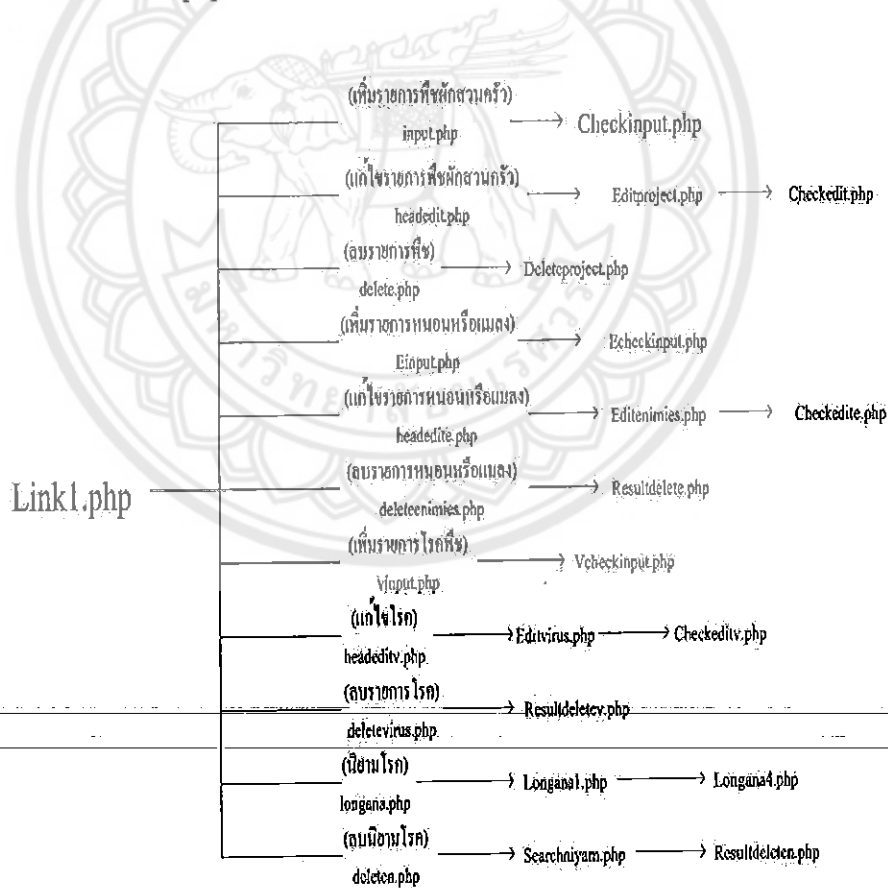 (เพิ่มรายการพืชผักสวนครัว)
input.php → Checkinput.php
(แก้ไขรายการพืชผักสวนครัว)
headedit.php → Editproject.php → Checkedit.php
(ลบรายการพืช)
delete.php → Deleteproject.php
(เพิ่มรายการหนอนหรือแมลง)
Einput.php → Echeckinput.php
(แก้ไขรายการหนอนหรือแมลง)
headedite.php → Editenimies.php → Checkedite.php
(ลบรายการหนอนหรือแมลง)
Link1.php
deleteenimies.php → Resultdelete.php
(เพิ่มรายการโรคพืช)
Vinput.php → Vcheckinput.php
(แก้ไขโรค)
headeditv.php → Editvirus.php → Checkeditv.php
(ลบรายการโรค)
deletevirus.php → Resultdeletev.php
(นิยามโรค)
longana.php → Longana1.php → Longana4.php
(ลบนิยามโรค)
deleten.php → Searchniyam.php → Resultdeleten.php